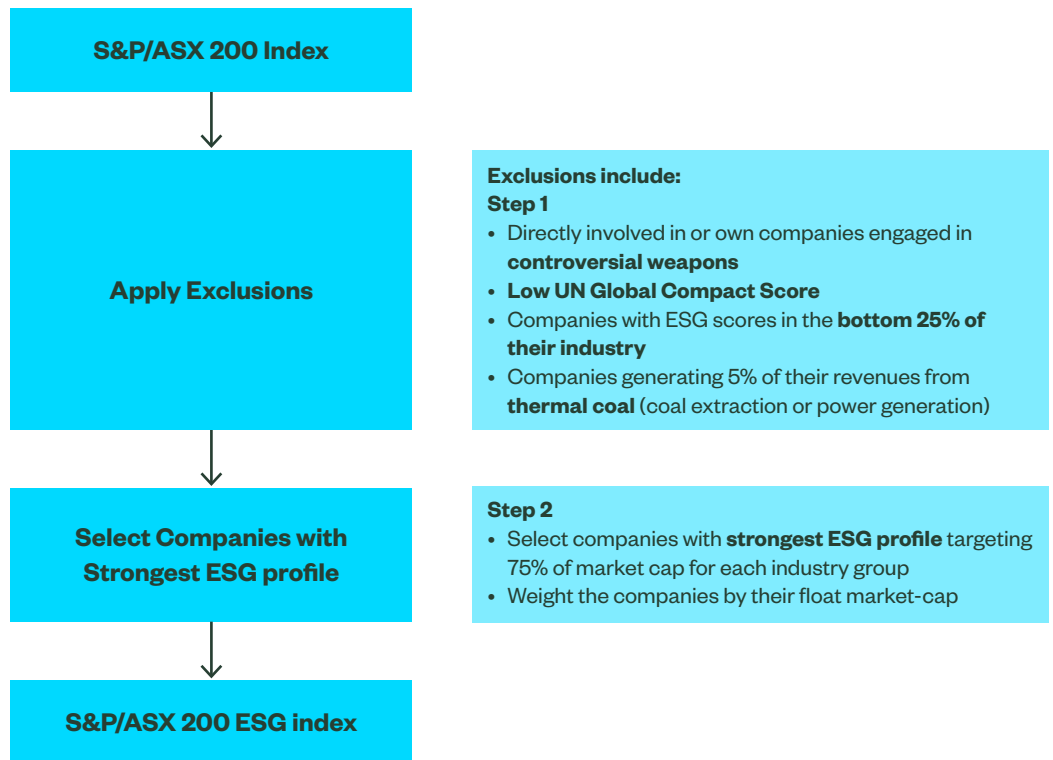 S&P/ASX 200 Index
Apply Exclusions
Exclusions include:
Step 1
• Directly involved in or own companies engaged in
controversial weapons
• Low UN Global Compact Score
• Companies with ESG scores in the bottom 25% of
their industry
• Companies generating 5% of their revenues from
thermal coal (coal extraction or power generation)
Select Companies with
Strongest ESG profile
Step 2
• Select companies with strongest ESG profile targeting
75% of market cap for each industry group
• Weight the companies by their float market-cap
S&P/ASX 200 ESG index